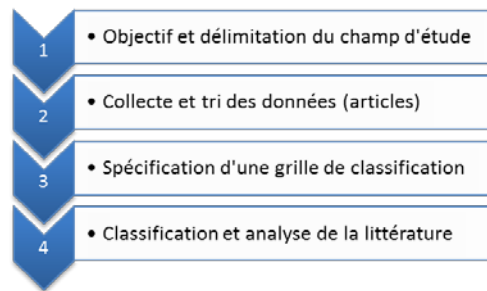 1
• Objectif et délimitation du champ d'étude
2
• Collecte et tri des données (articles)
3
• Spécification d'une grille de classification
4
• Classification et analyse de la littérature